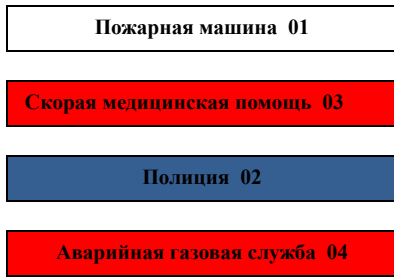 Пожарная машина 01
Скорая медицинская помощь 03
Полиция 02
Аварийная газовая служба 04